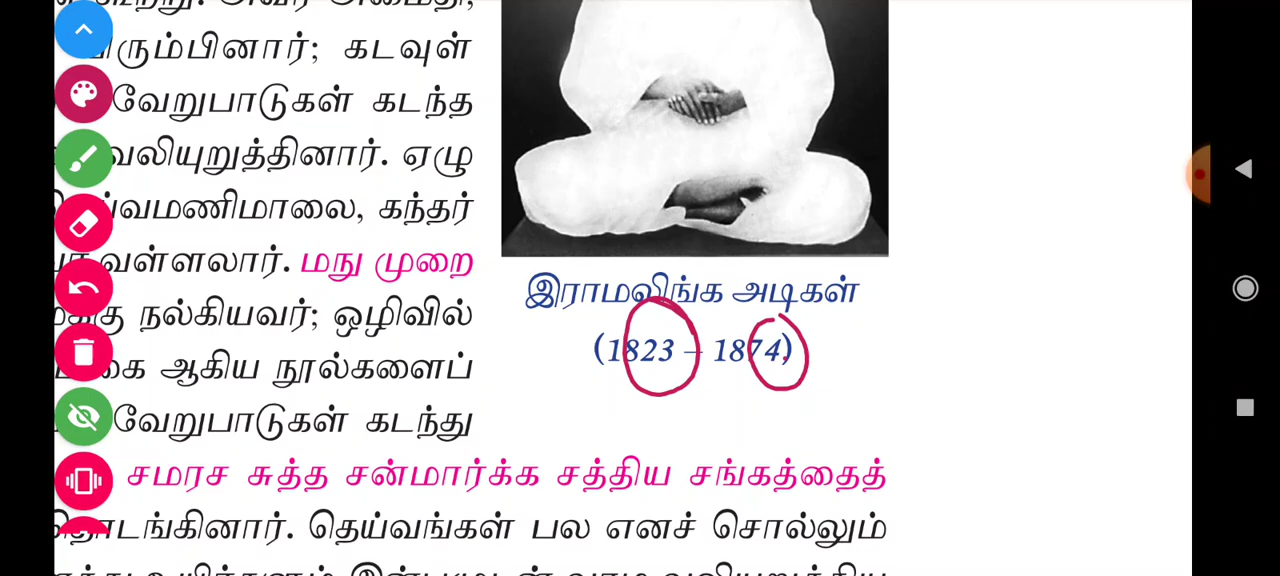 விரும்பினார்; கடவுள்
வேறுபாடுகள் கடந்த
வலியுறுத்தினார். ஏழு
தெய்வமணிமாலை, கந்தர்
வள்ளலார். மநு முறை
நல்கியவர்; ஒழிவில்
ஆகிய நூல்களைப்
வேறுபாடுகள் கடந்து
சமரச சுத்த சன்மார்க்க சத்திய சங்கத்தைத்
தொடங்கினார். தெய்வங்கள் பல எனச் சொல்லும்
இராமலிங்க அடிகள்
(1823 – 1874)